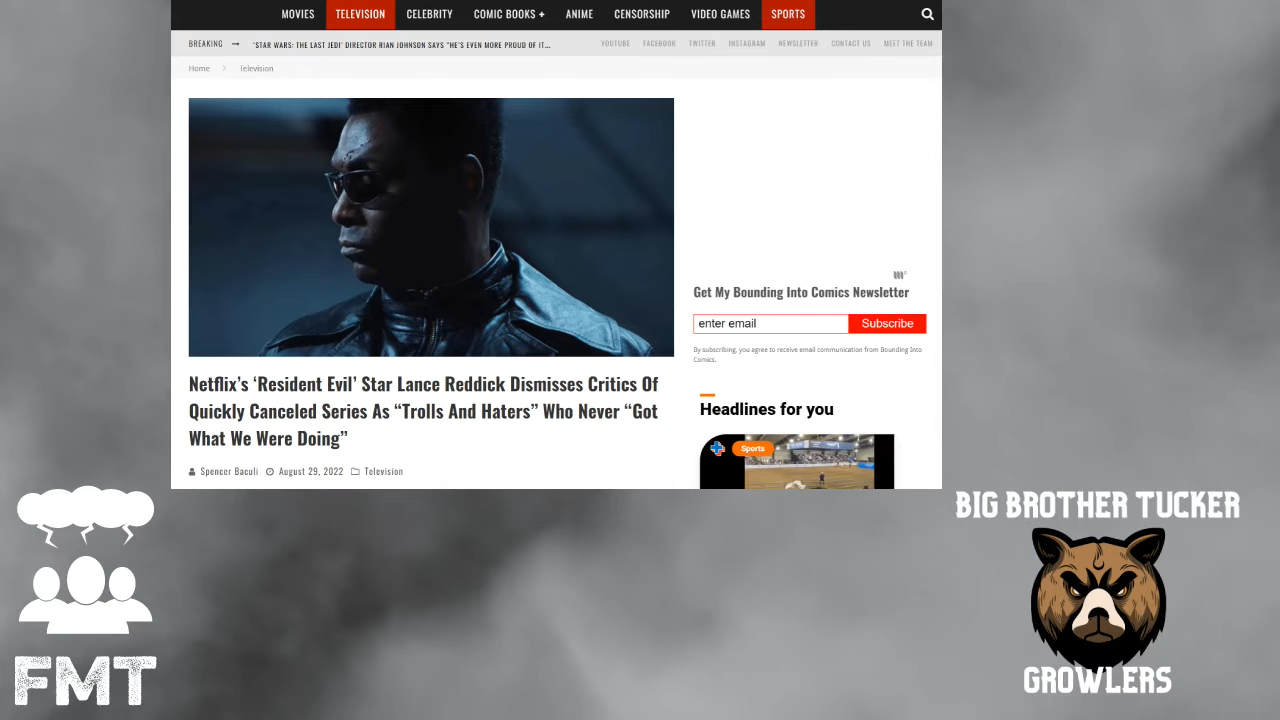 MOVIES TELEVISION CELEBRITY COMIC BOOKS + ANIME CENSORSHIP VIDEO GAMES SPORTS
BREAKING → "STAR WARS: THE LAST JEDI' DIRECTOR RIAN JOHNSON SAYS "HE'S EVEN MORE PROUD OF IT...
YOUTUBE FACEBOOK TWITTER INSTAGRAM NEWSLETTER CONTACT US MEET THE TEAM
Home > Television
Get My Bounding Into Comics Newsletter
enter email Subscribe
By subscribing, you agree to receive email communication from Bounding Into
Comics.
Netflix's ‘Resident Evil’ Star Lance Reddick Dismisses Critics Of
Quickly Canceled Series As “Trolls And Haters” Who Never “Got
What We Were Doing”
Spencer Baculi August 29, 2022 Television
Headlines for you
Sports
FMT
BIG BROTHER TUCKER
GROWLERS